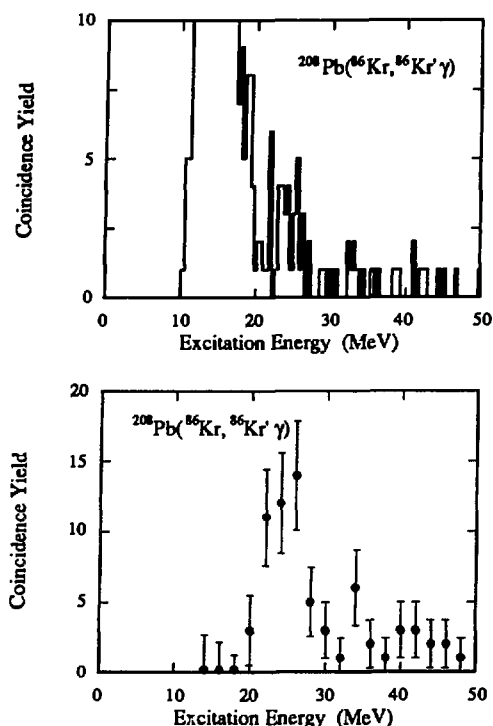 10
²⁰⁸Pb(⁸⁶Kr,⁸⁶Kr'γ)
Coincidence Yield
5
0
0 10 20 30 40 50
Excitation Energy (MeV)
20
²⁰⁸Pb(⁸⁶Kr,⁸⁶Kr'γ)
15
Coincidence Yield
10
5
0
0 10 20 30 40 50
Excitation Energy (MeV)